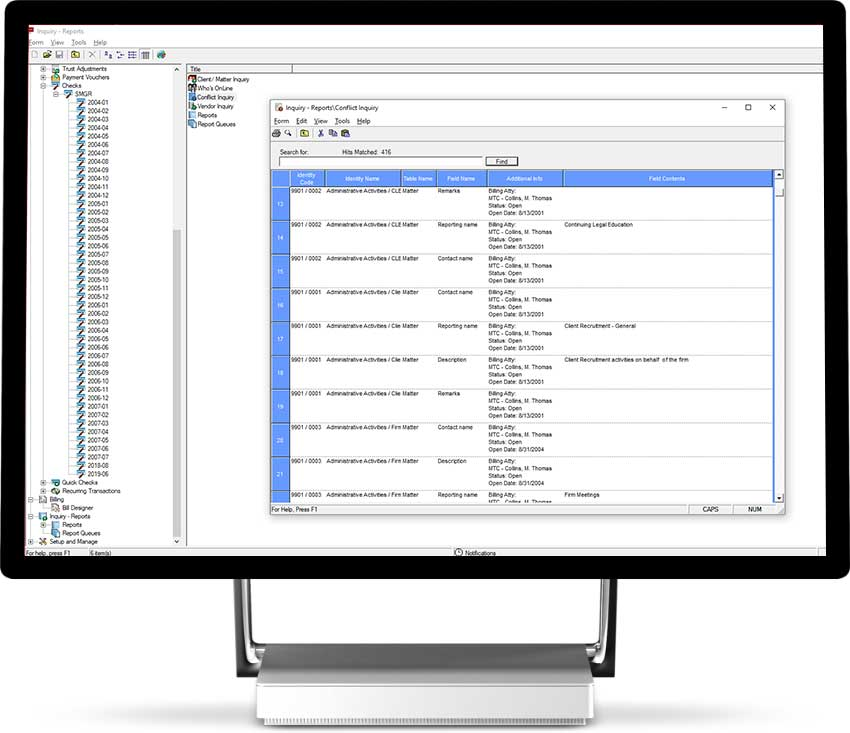 Inquiry - Reports
Form View Tools Help
Trust Adjustments
Payment Vouchers
Checks
SMGR
2004-01
2004-02
2004-03
2004-04
2004-05
2004-06
2004-07
2004-08
2004-09
2004-10
2004-11
2004-12
2005-01
2005-02
2005-03
2005-04
2005-05
2005-06
2005-07
2005-08
2005-09
2005-10
2005-11
2005-12
2006-01
2006-02
2006-03
2006-04
2006-05
2006-06
2006-07
2006-08
2006-09
2006-10
2006-11
2006-12
2007-01
2007-02
2007-03
2007-04
2007-05
2007-06
2007-07
2018-08
2019-06
Quick Checks
Recurring Transactions
Billing
Bill Designer
Inquiry - Reports
Reports
Report Queues
Setup and Manage
Title
Client/ Matter Inquiry
Who's OnLine
Conflict Inquiry
Vendor Inquiry
Reports
Report Queues
Inquiry - Reports\Conflict Inquiry
Form Edit View Tools Help
Search for: Hits Matched: 416
Find
Identity Code Identity Name Table Name Field Name Additional Info Field Contents
13 9901 / 0002 Administrative Activities / CLE Matter Remarks Billing Atty:
MTC - Collins, M. Thomas
Status: Open
Open Date: 8/13/2001
14 9901 / 0002 Administrative Activities / CLE Matter Reporting name Billing Atty: Continuing Legal Education
MTC - Collins, M. Thomas
Status: Open
Open Date: 8/13/2001
15 9901 / 0002 Administrative Activities / CLE Matter Contact name Billing Atty:
MTC - Collins, M. Thomas
Status: Open
Open Date: 8/13/2001
16 9901 / 0001 Administrative Activities / Clie Matter Contact name Billing Atty:
MTC - Collins, M. Thomas
Status: Open
Open Date: 8/13/2001
17 9901 / 0001 Administrative Activities / Clie Matter Reporting name Billing Atty: Client Recruitment - General
MTC - Collins, M. Thomas
Status: Open
Open Date: 8/13/2001
18 9901 / 0001 Administrative Activities / Clie Matter Description Billing Atty: Client Recruitment activities on behalf of the firm
MTC - Collins, M. Thomas
Status: Open
Open Date: 8/13/2001
19 9901 / 0001 Administrative Activities / Clie Matter Remarks Billing Atty:
MTC - Collins, M. Thomas
Status: Open
Open Date: 8/13/2001
20 9901 / 0003 Administrative Activities / Firm Matter Contact name Billing Atty:
MTC - Collins, M. Thomas
Status: Open
Open Date: 8/31/2004
21 9901 / 0003 Administrative Activities / Firm Matter Description Billing Atty:
MTC - Collins, M. Thomas
Status: Open
Open Date: 8/31/2004
9901 / 0003 Administrative Activities / Firm Matter Reporting name Billing Atty: Firm Meetings
MTC - Collins, M. Thomas
For Help, Press F1 CAPS NUM
For help, press F1 6 item(s) Notifications